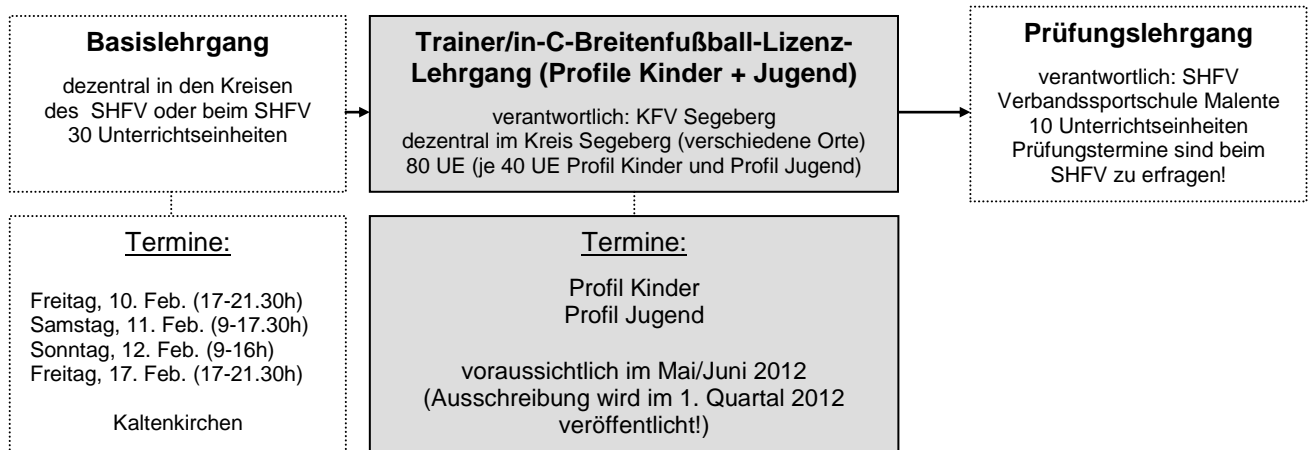 Basislehrgang
dezentral in den Kreisen
des SHFV oder beim SHFV
30 Unterrichtseinheiten
Trainer/in-C-Breitenfußball-Lizenz-
Lehrgang (Profile Kinder + Jugend)
verantwortlich: KFV Segeberg
dezentral im Kreis Segeberg (verschiedene Orte)
80 UE (je 40 UE Profil Kinder und Profil Jugend)
Prüfungslehrgang
verantwortlich: SHFV
Verbandssportschule Malente
10 Unterrichtseinheiten
Prüfungstermine sind beim
SHFV zu erfragen!
Termine:
Freitag, 10. Feb. (17-21.30h)
Samstag, 11. Feb. (9-17.30h)
Sonntag, 12. Feb. (9-16h)
Freitag, 17. Feb. (17-21.30h)
Kaltenkirchen
Termine:
Profil Kinder
Profil Jugend
voraussichtlich im Mai/Juni 2012
(Ausschreibung wird im 1. Quartal 2012
veröffentlicht!)